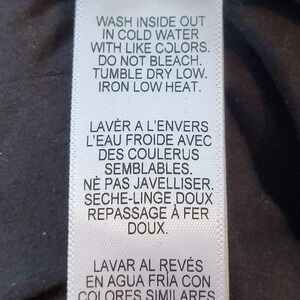 WASH INSIDE OUT
IN COLD WATER
WITH LIKE COLORS.
DO NOT BLEACH.
TUMBLE DRY LOW.
IRON LOW HEAT.
LAVÈR A L'ENVERS
L'EAU FROIDE AVEC
DES COULERUS
SEMBLABLES.
NÈ PAS JAVELLISER.
SECHE-LINGE DOUX
REPASSAGE À FER
DOUX.
LAVAR AL REVÉS
EN AGUA FRÍA CON
COLORES SIMILARES